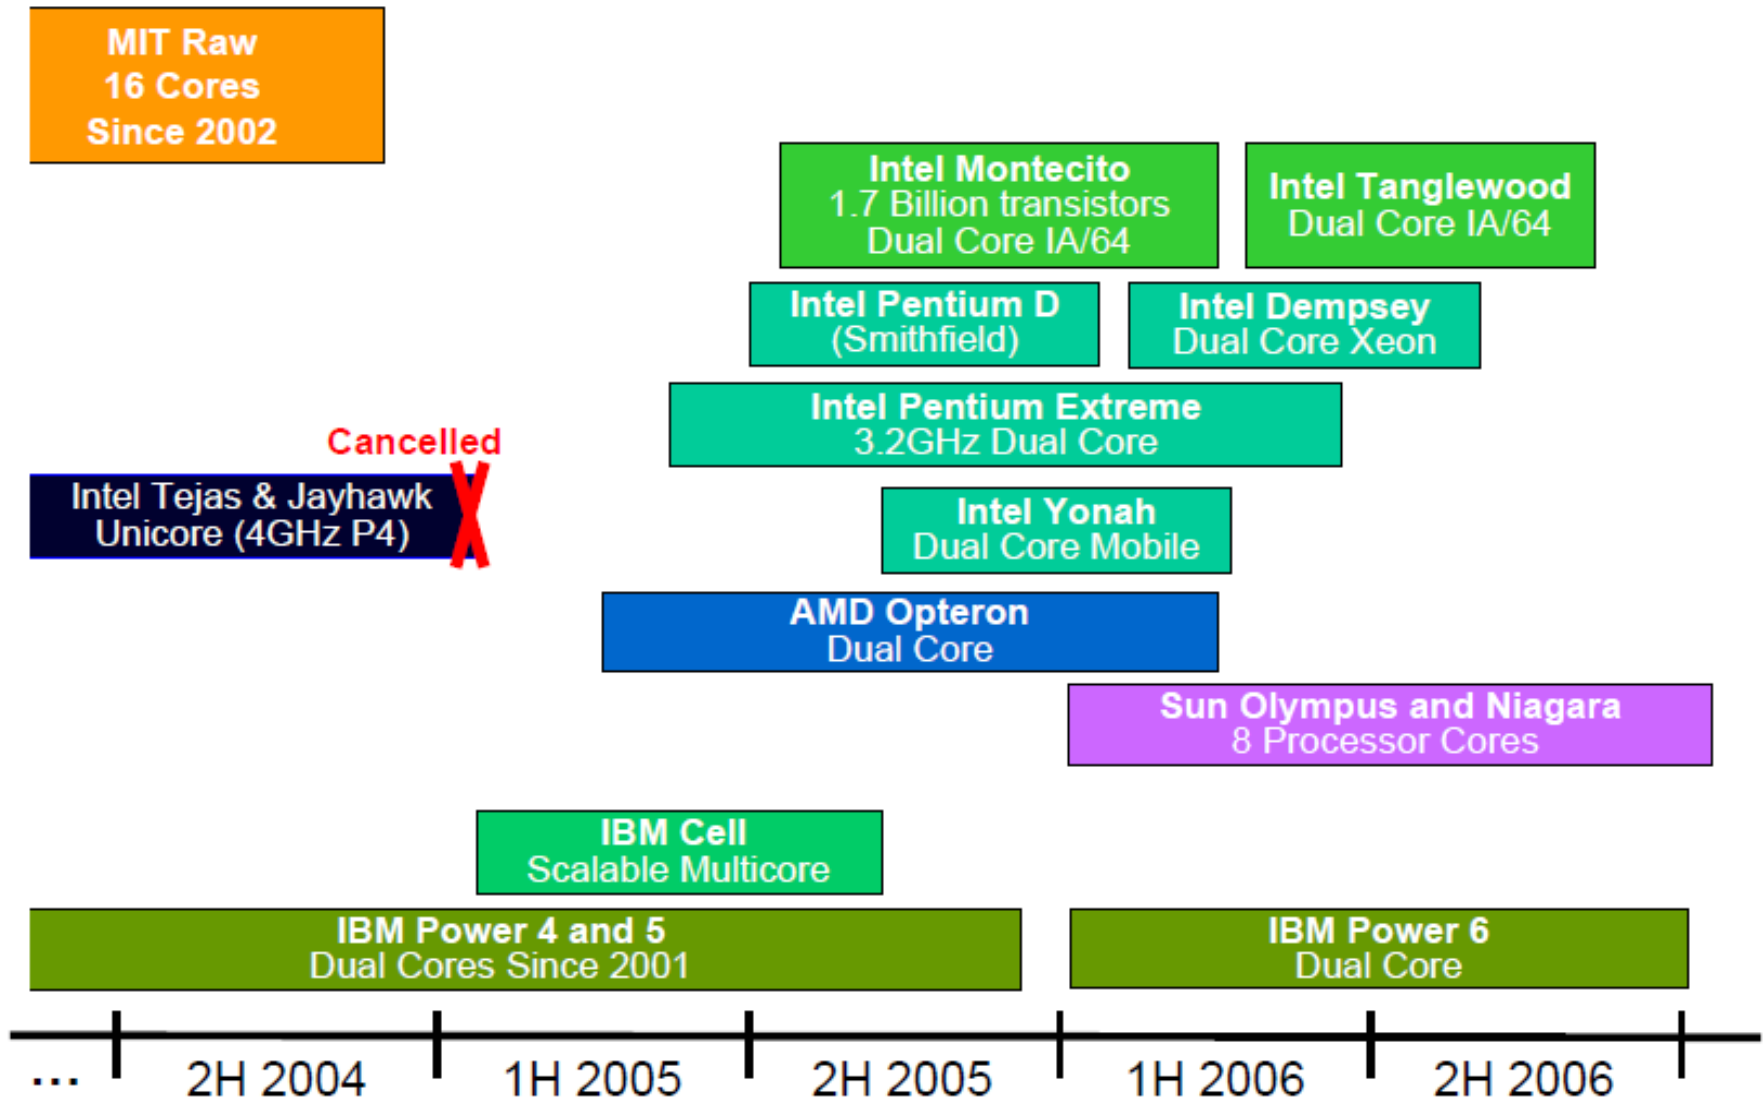 MIT Raw
16 Cores
Since 2002
Intel Montecito
1.7 Billion transistors
Dual Core IA/64
Intel Tanglewood
Dual Core IA/64
Intel Pentium D
(Smithfield)
Intel Dempsey
Dual Core Xeon
Intel Pentium Extreme
3.2GHz Dual Core
Cancelled
Intel Tejas & Jayhawk
Unicore (4GHz P4)
Intel Yonah
Dual Core Mobile
AMD Opteron
Dual Core
Sun Olympus and Niagara
8 Processor Cores
IBM Cell
Scalable Multicore
IBM Power 4 and 5
Dual Cores Since 2001
IBM Power 6
Dual Core
... 2H 2004 1H 2005 2H 2005 1H 2006 2H 2006